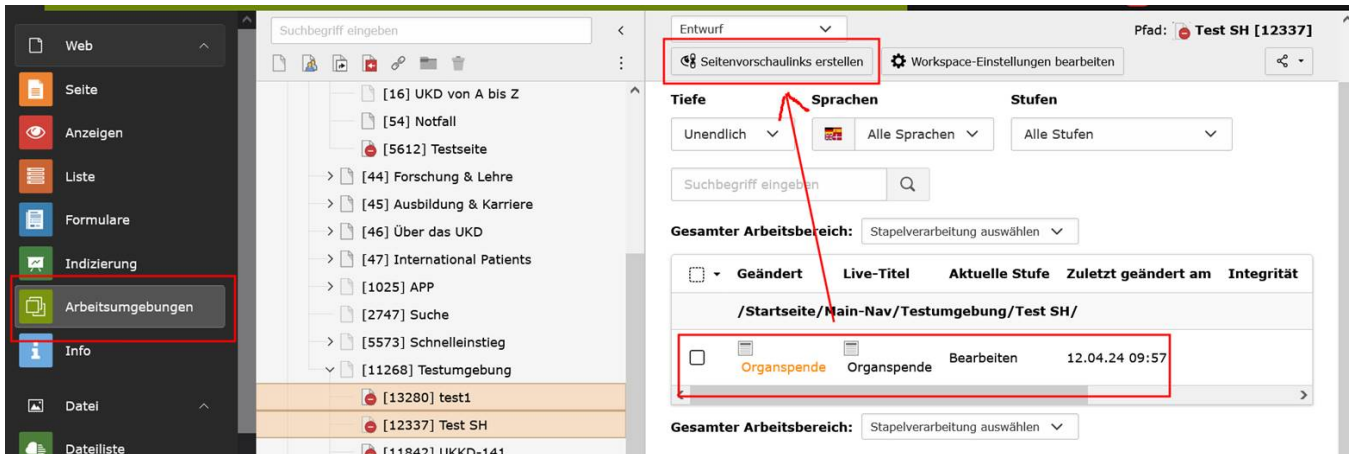 Web
Seite
Anzeigen
Liste
Formulare
Indizierung
Arbeitsumgebungen
Info
Datei
Dateiliste
Suchbegriff eingeben
[16] UKD von A bis Z
[54] Notfall
[5612] Testseite
[44] Forschung & Lehre
[45] Ausbildung & Karriere
[46] Über das UKD
[47] International Patients
[1025] APP
[2747] Suche
[5573] Schnelleinstieg
[11268] Testumgebung
[13280] test1
[12337] Test SH
[11842] UKKD-141
Entwurf
Pfad: Test SH [12337]
Seitenvorschaulinks erstellen Workspace-Einstellungen bearbeiten
Tiefe Sprachen Stufen
Unendlich Alle Sprachen Alle Stufen
Suchbegriff eingeben
Gesamter Arbeitsbereich: Stapelverarbeitung auswählen
Geändert Live-Titel Aktuelle Stufe Zuletzt geändert am Integrität
/Startseite/Main-Nav/Testumgebung/Test SH/
Organspende Organspende Bearbeiten 12.04.24 09:57
Gesamter Arbeitsbereich: Stapelverarbeitung auswählen